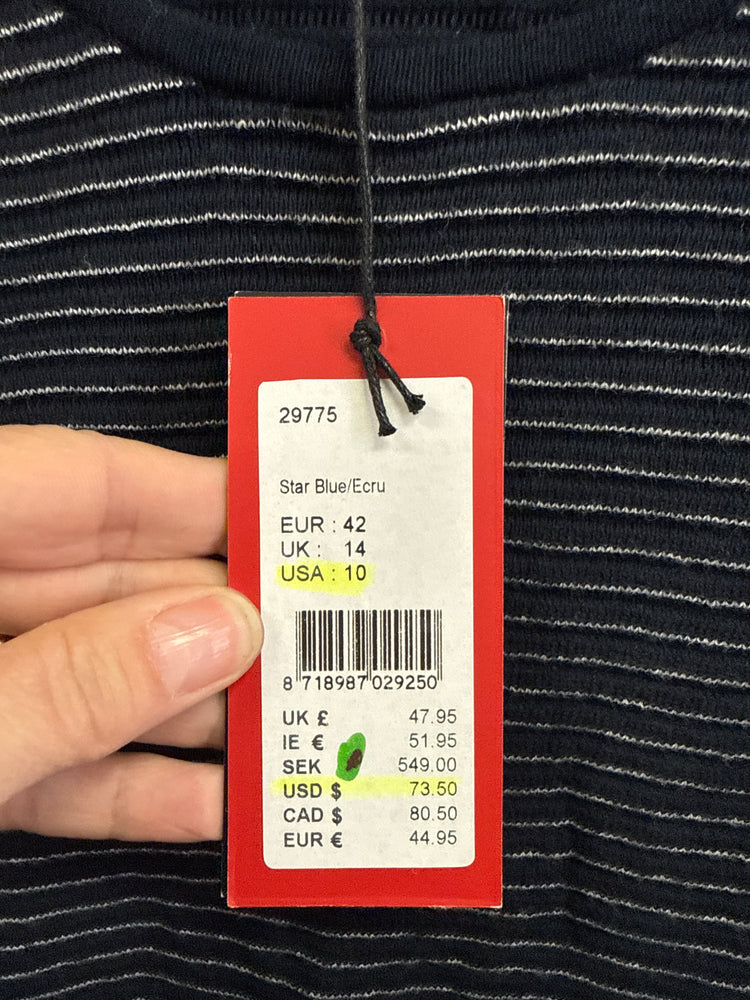 29775
Star Blue/Ecru
EUR : 42
UK : 14
USA : 10
8 718987 029250
UK £ 47.95
IE € 51.95
SEK 549.00
USD $ 73.50
CAD $ 80.50
EUR € 44.95